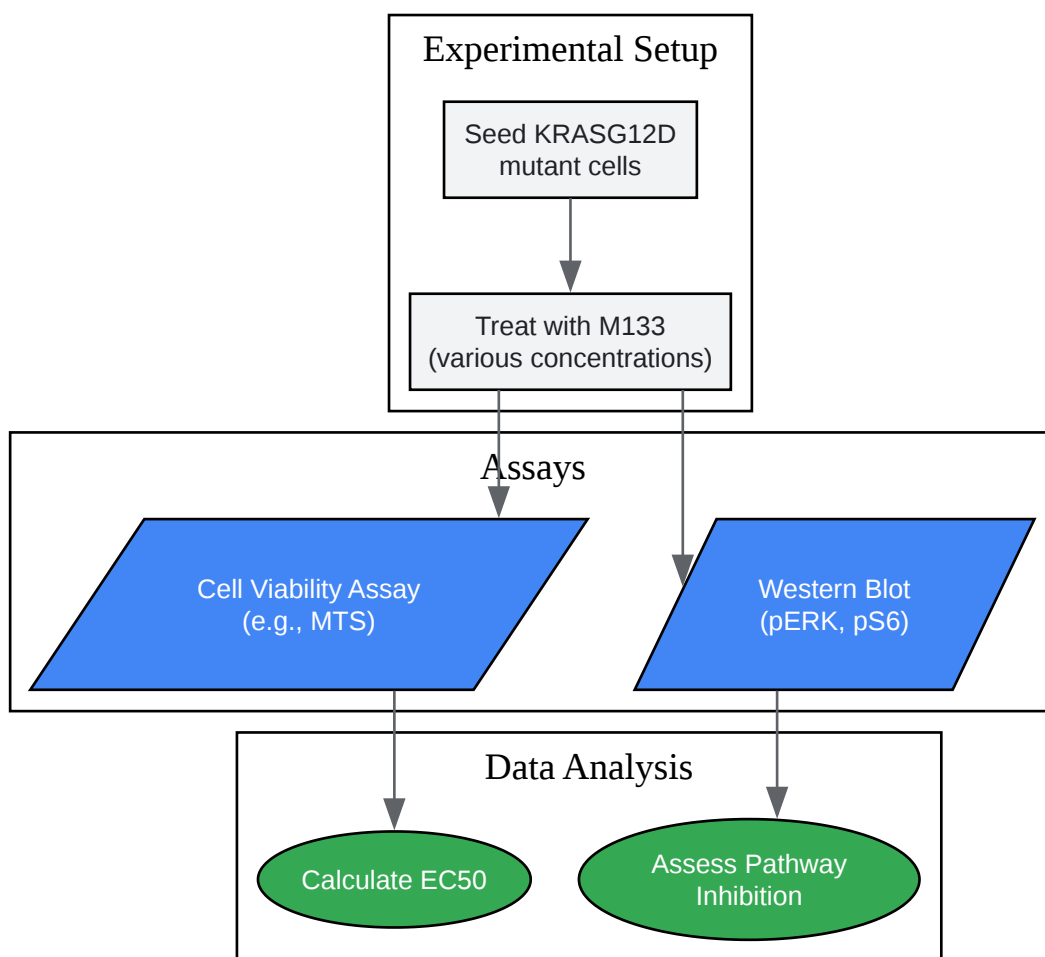 Experimental Setup
Seed KRASG12D
mutant cells
Treat with M133
(various concentrations)
Assays
Cell Viability Assay
(e.g., MTS)
Western Blot
(pERK, pS6)
Data Analysis
Calculate EC50
Assess Pathway
Inhibition